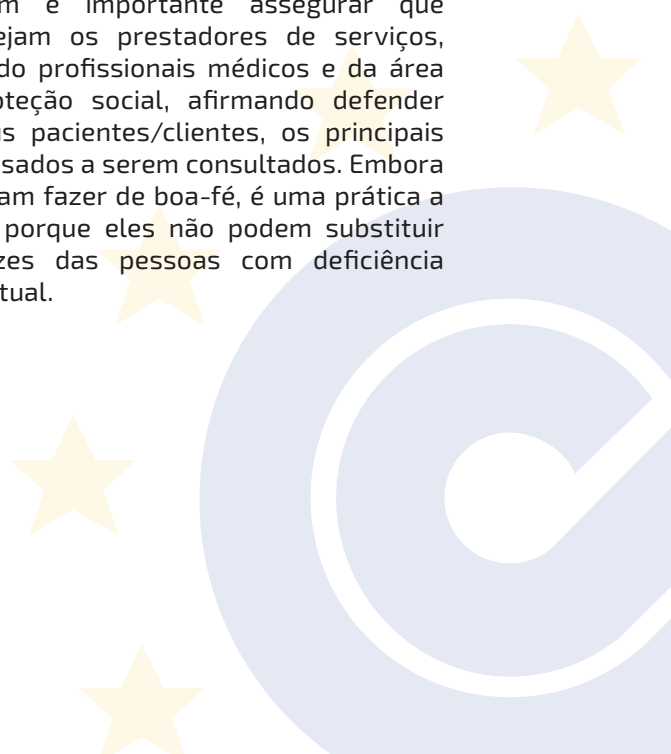 m é importante assegurar que
ejam os prestadores de serviços,
do profissionais médicos e da área
oteção social, afirmando defender
us pacientes/clientes, os principais
sados a serem consultados. Embora
am fazer de boa-fé, é uma prática a
porque eles não podem substituir
zes das pessoas com deficiência
tual.